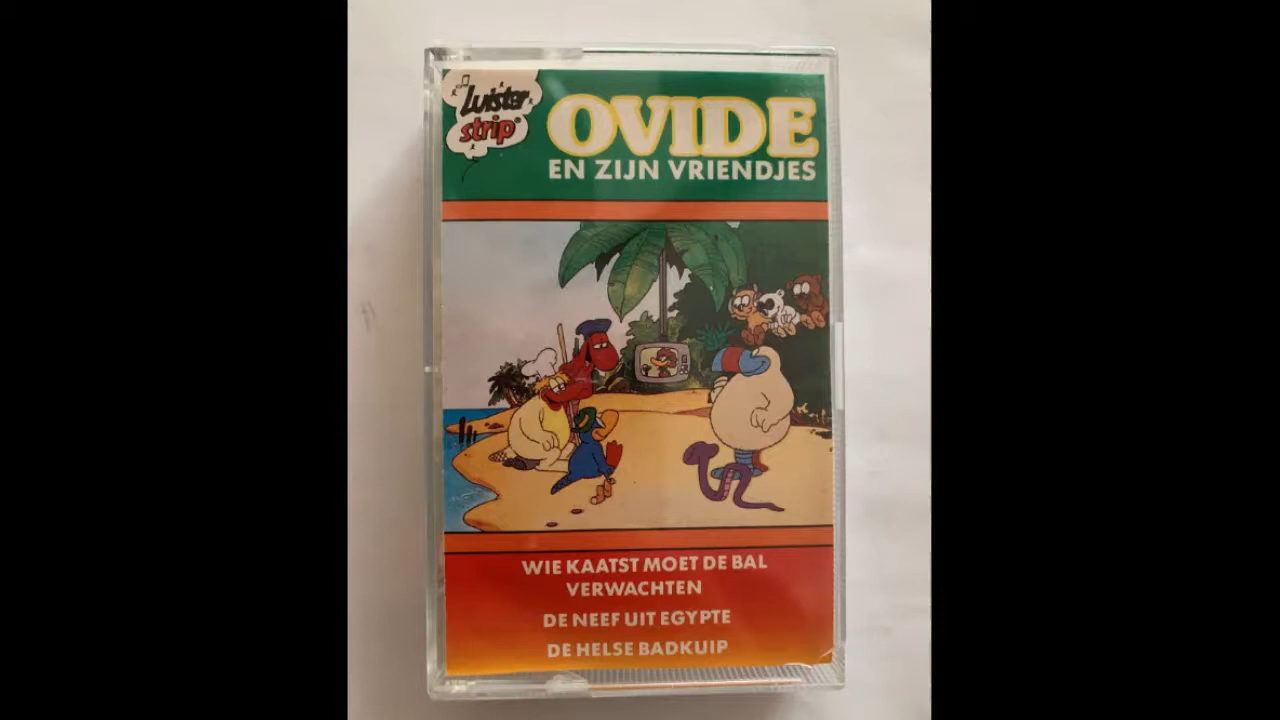 Luister
strip®
OVIDE
EN ZIJN VRIENDJES
WIE KAATST MOET DE BAL
VERWACHTEN
DE NEEF UIT EGYPTE
DE HELSE BADKUIP